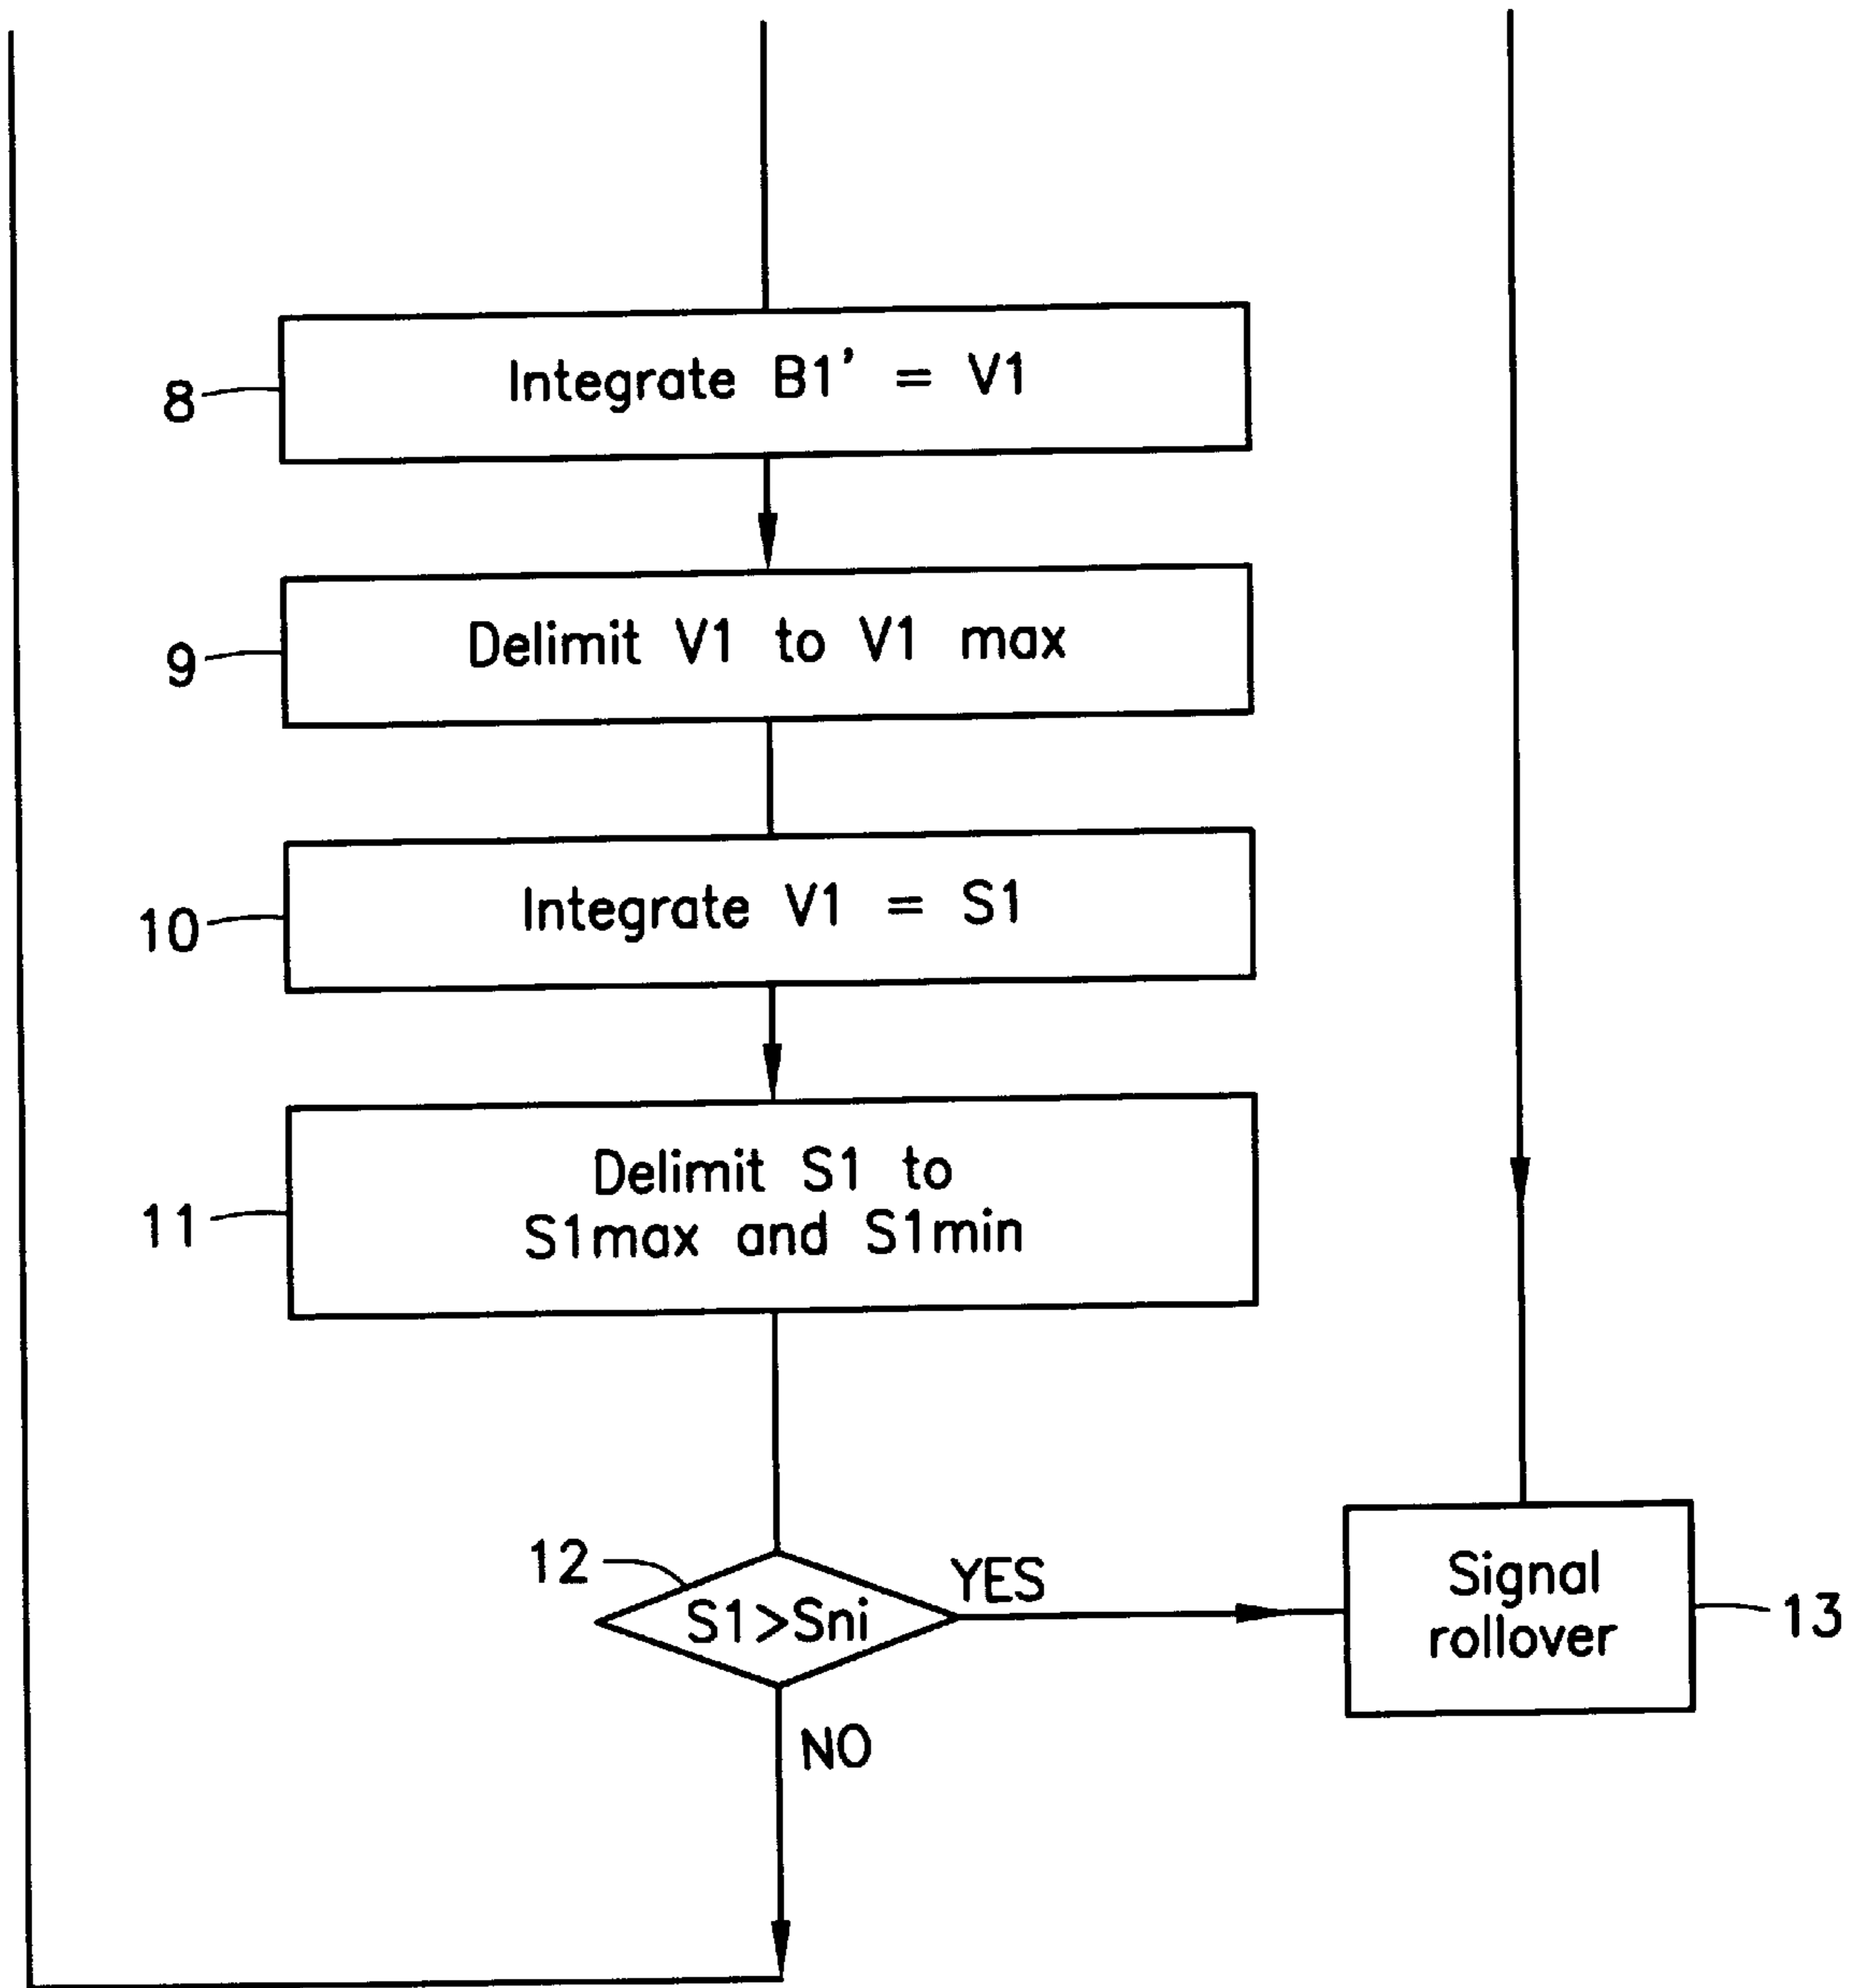 8
Integrate B1’ = V1
9
Delimit V1 to V1 max
10
Integrate V1 = S1
11
Delimit S1 to
S1max and S1min
12
S1>Sni
YES
NO
Signal
rollover
13